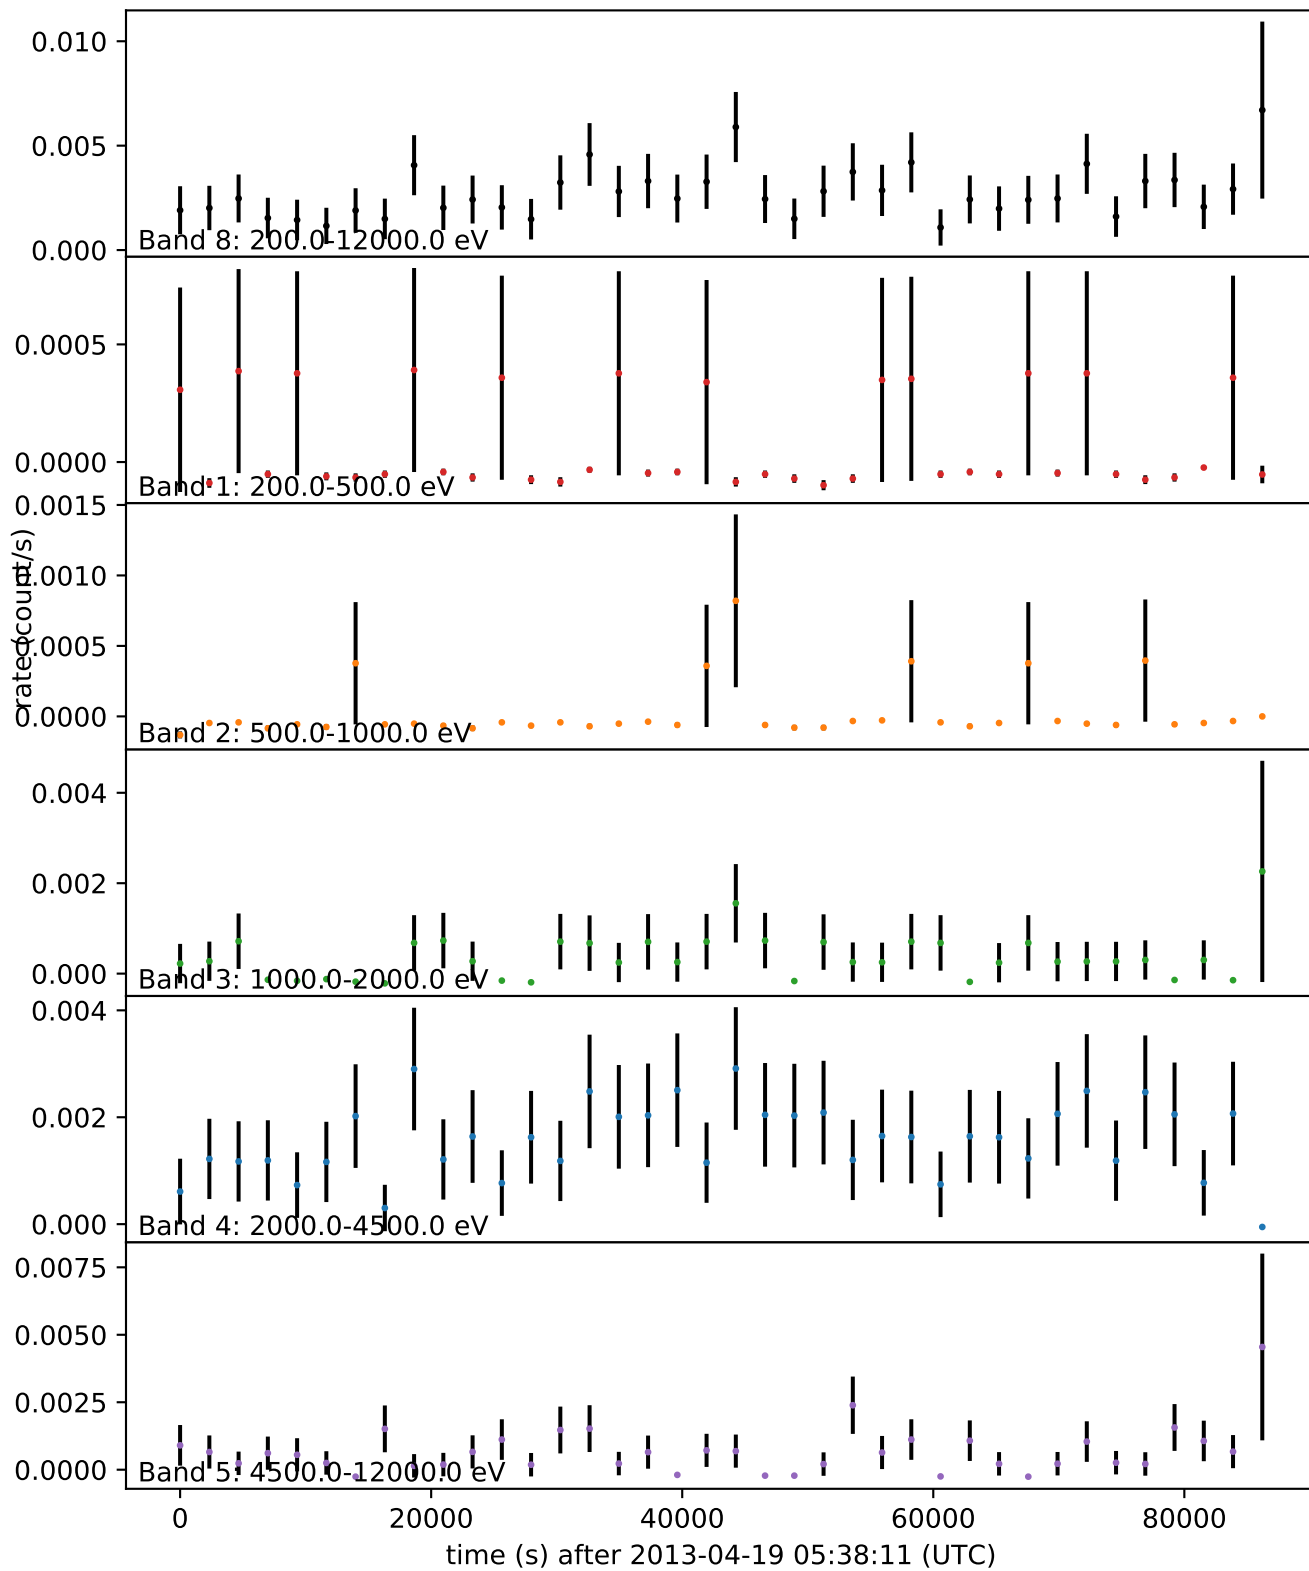 0.010
0.005
0.000
Band 8: 200.0-12000.0 eV
0.0005
0.0000
Band 1: 200.0-500.0 eV
rate (count/s)
0.0015
0.0010
0.0005
0.0000
Band 2: 500.0-1000.0 eV
0.004
0.002
0.000
Band 3: 1000.0-2000.0 eV
0.004
0.002
0.000
Band 4: 2000.0-4500.0 eV
0.0075
0.0050
0.0025
0.0000
Band 5: 4500.0-12000.0 eV
0 20000 40000 60000 80000
time (s) after 2013-04-19 05:38:11 (UTC)